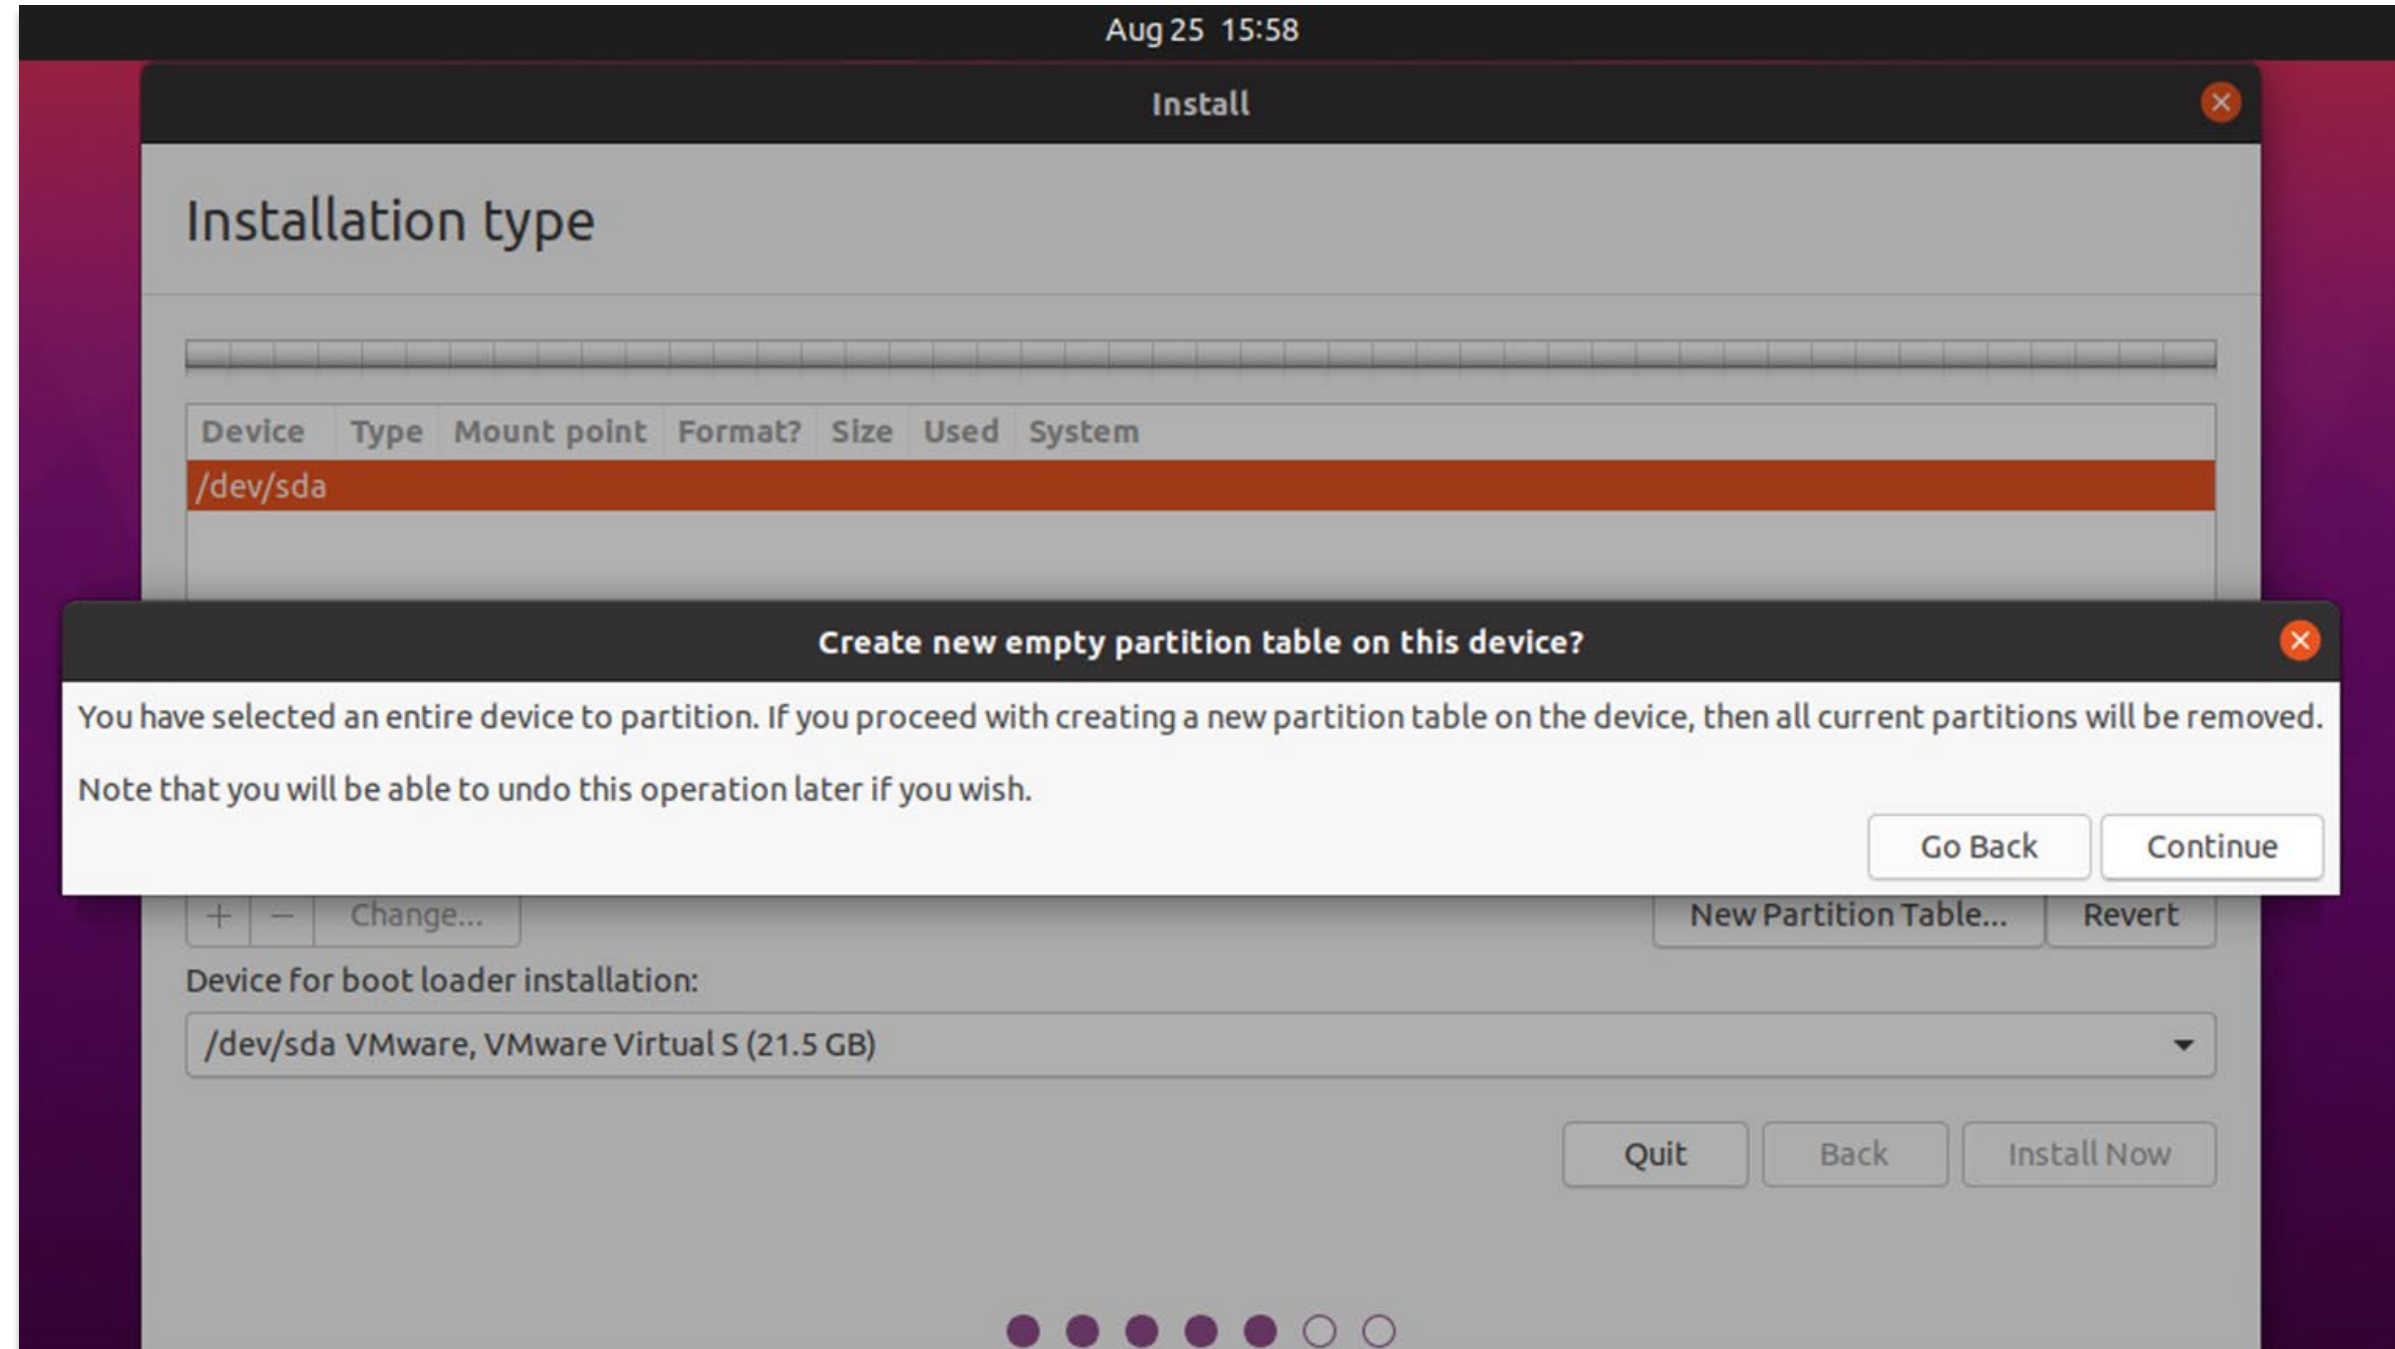 Aug 25 15:58
Install
Installation type
Device Type Mount point Format? Size Used System
/dev/sda
Create new empty partition table on this device?
You have selected an entire device to partition. If you proceed with creating a new partition table on the device, then all current partitions will be removed.
Note that you will be able to undo this operation later if you wish.
Go Back Continue
+ − Change... New Partition Table... Revert
Device for boot loader installation:
/dev/sda VMware, VMware Virtual S (21.5 GB)
Quit Back Install Now